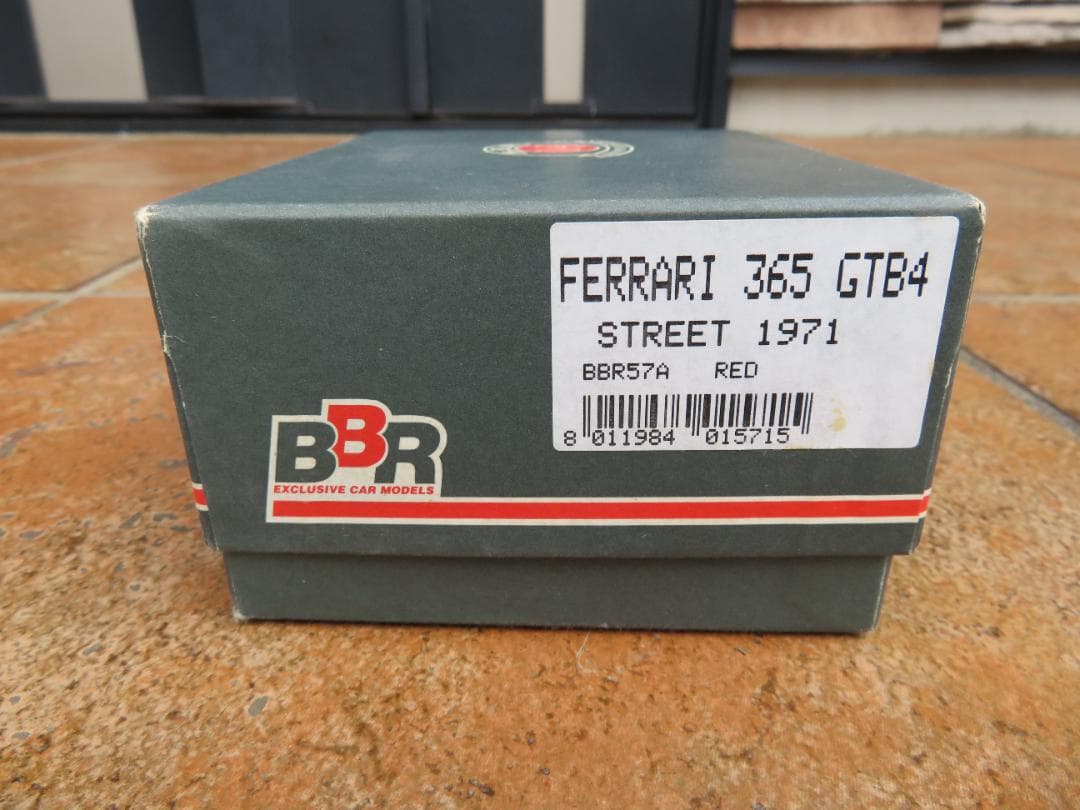 FERRARI 365 GTB4
STREET 1971
BBR57A RED
8 011984 015715
BBR
EXCLUSIVE CAR MODELS